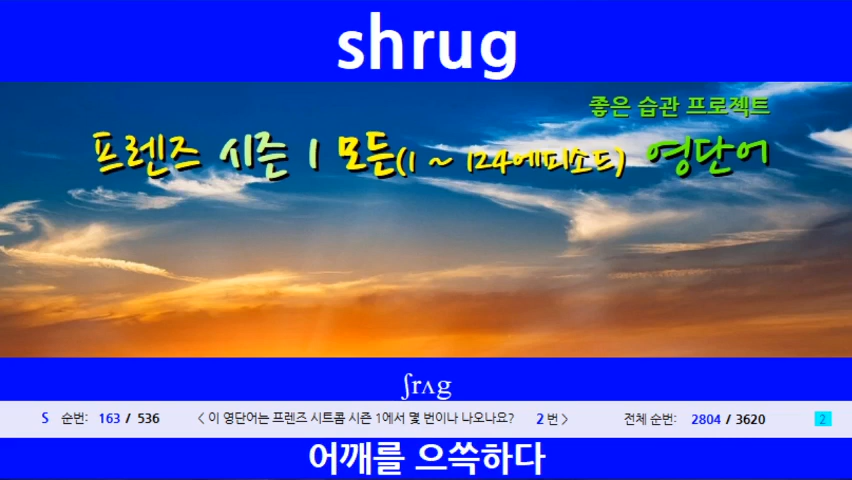 shrug
좋은 습관 프로젝트
프렌즈 시즌 1 모든(1 ~ 124에피소드) 영단어
ʃrʌg
S 순번: 163 / 536 < 이 영단어는 프렌즈 시트콤 시즌 1에서 몇 번이나 나오나요? 2 번 > 전체 순번: 2804 / 3620 2
어깨를 으쓱하다